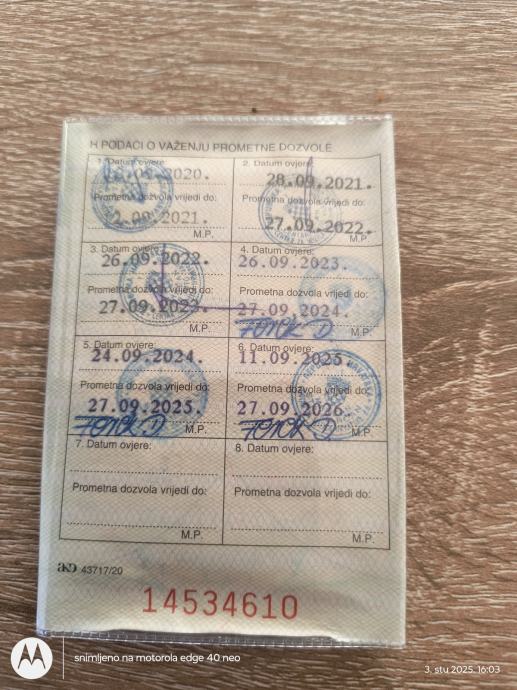 H PODACI O VAŽENJU PROMETNE DOZVOLE
1. Datum ovjere:
2020.
Prometna dozvola vrijedi do:
.09.2021.
M.P.
2. Datum ovjere:
28.09.2021.
Prometna dozvola vrijedi do:
27.09.2022.
M.P.
3. Datum ovjere:
26.09.2022.
Prometna dozvola vrijedi do:
27.09.2023.
M.P.
4. Datum ovjere:
26.09.2023.
Prometna dozvola vrijedi do:
27.09.2024.
M.P.
5. Datum ovjere:
24.09.2024.
Prometna dozvola vrijedi do:
27.09.2025.
M.P.
6. Datum ovjere:
11.09.2025.
Prometna dozvola vrijedi do:
27.09.2026.
M.P.
7. Datum ovjere:
Prometna dozvola vrijedi do:
M.P.
8. Datum ovjere:
Prometna dozvola vrijedi do:
M.P.
AKD 43717/20
14534610
snimljeno na motorola edge 40 neo
3. stu 2025. 16:03